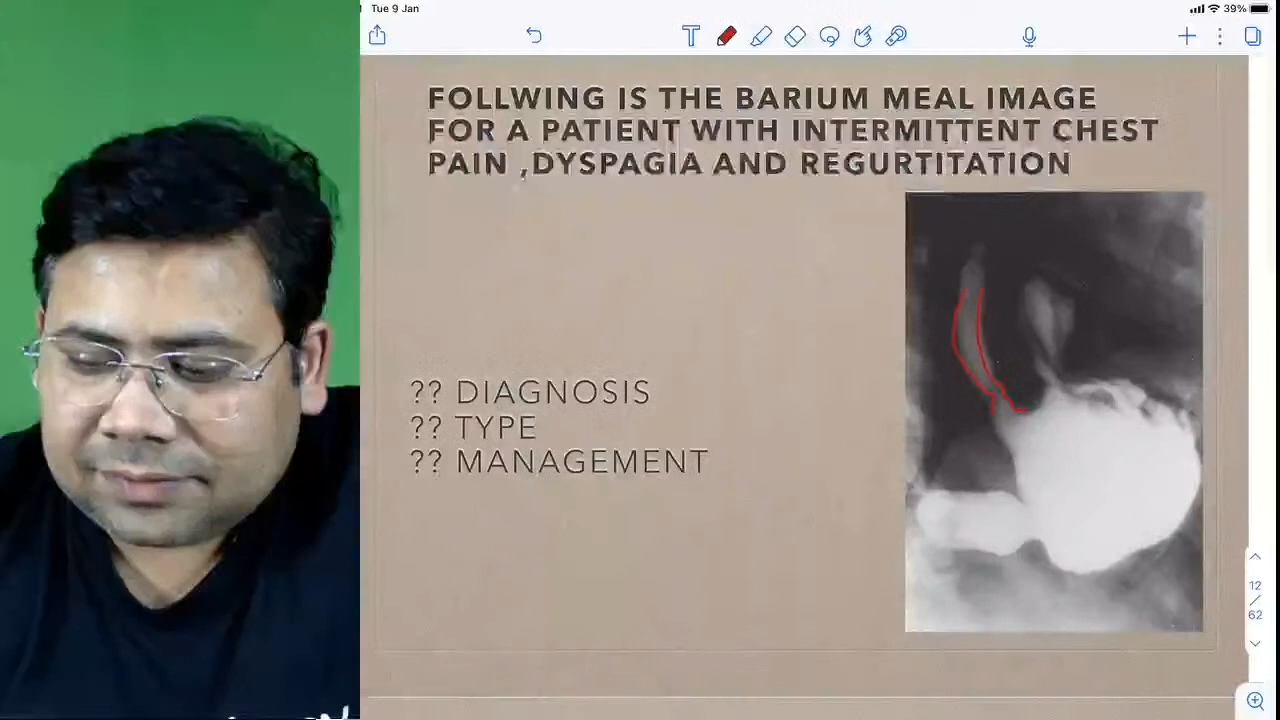 Tue 9 Jan
39%
T
FOLLWING IS THE BARIUM MEAL IMAGE
FOR A PATIENT WITH INTERMITTENT CHEST
PAIN ,DYSPAGIA AND REGURTITATION
?? DIAGNOSIS
?? TYPE
?? MANAGEMENT
12
/
62